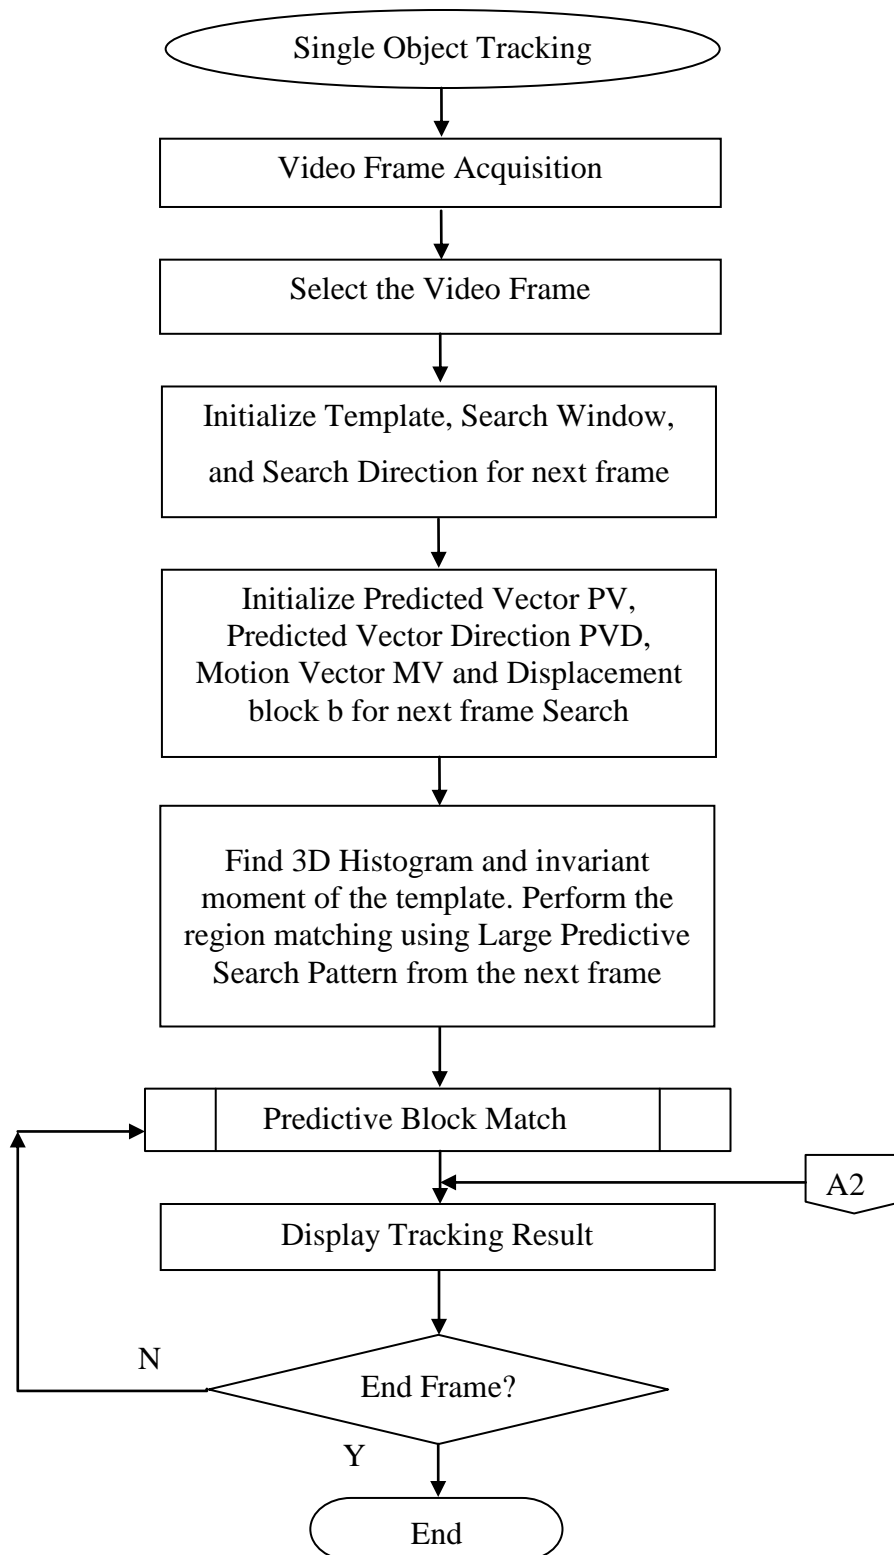 Single Object Tracking
Video Frame Acquisition
Select the Video Frame
Initialize Template, Search Window,
and Search Direction for next frame
Initialize Predicted Vector PV,
Predicted Vector Direction PVD,
Motion Vector MV and Displacement
block b for next frame Search
Find 3D Histogram and invariant
moment of the template. Perform the
region matching using Large Predictive
Search Pattern from the next frame
Predictive Block Match
A2
Display Tracking Result
N
End Frame?
Y
End